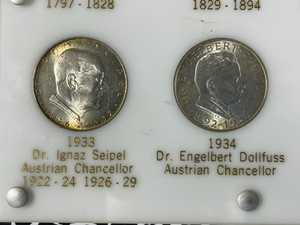 1797 - 1828
1829 - 1894
1933
Dr. Ignaz Seipel
Austrian Chancellor
1922 - 24 1926 - 29
1934
Dr. Engelbert Dollfuss
Austrian Chancellor